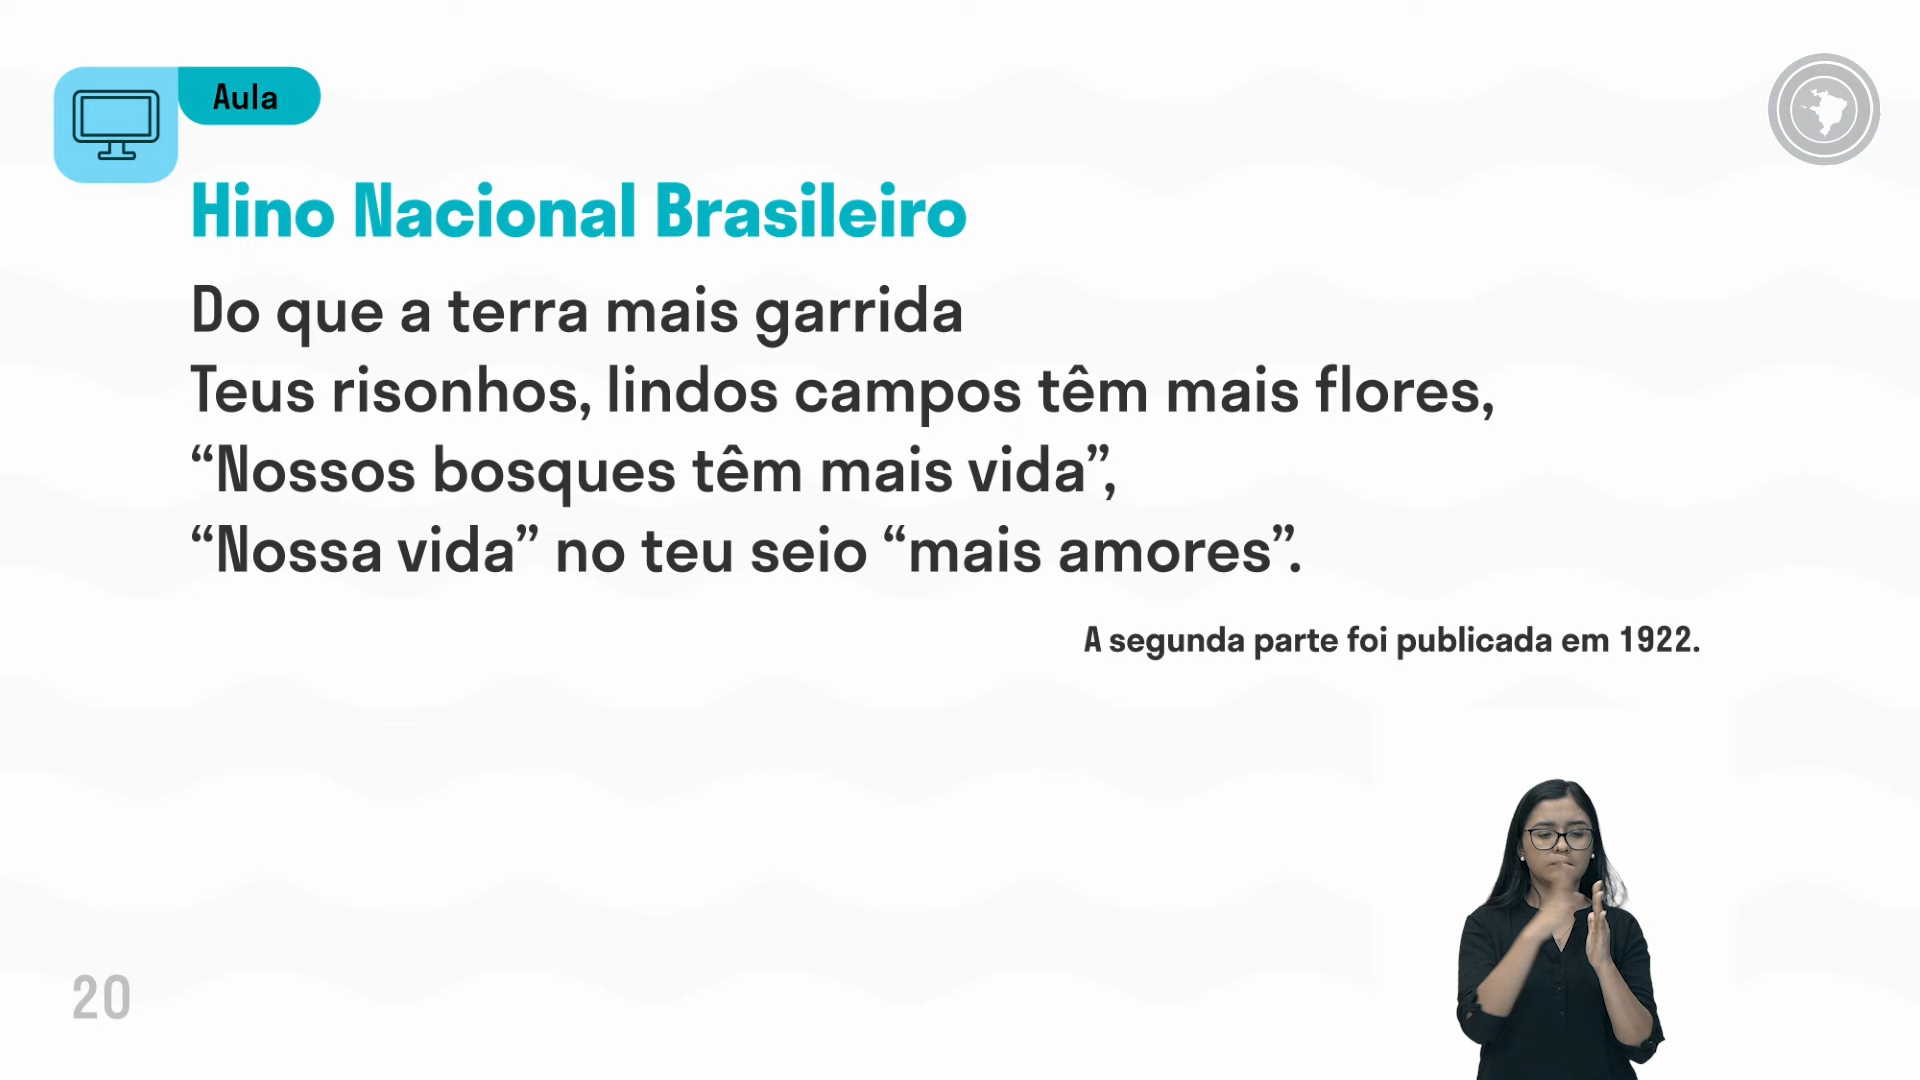 Aula
Hino Nacional Brasileiro
Do que a terra mais garrida
Teus risonhos, lindos campos têm mais flores,
“Nossos bosques têm mais vida”,
“Nossa vida” no teu seio “mais amores”.
A segunda parte foi publicada em 1922.
20